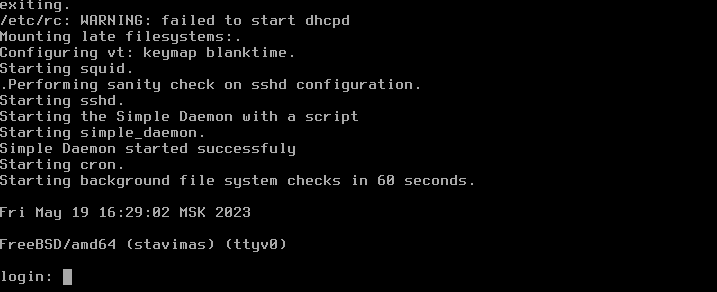 exiting.
/etc/rc: WARNING: failed to start dhcpd
Mounting late filesystems:.
Configuring vt: keymap blanktime.
Starting squid.
.Performing sanity check on sshd configuration.
Starting sshd.
Starting the Simple Daemon with a script
Starting simple_daemon.
Simple Daemon started successfuly
Starting cron.
Starting background file system checks in 60 seconds.
Fri May 19 16:29:02 MSK 2023
FreeBSD/amd64 (stavimas) (ttyv0)
login: